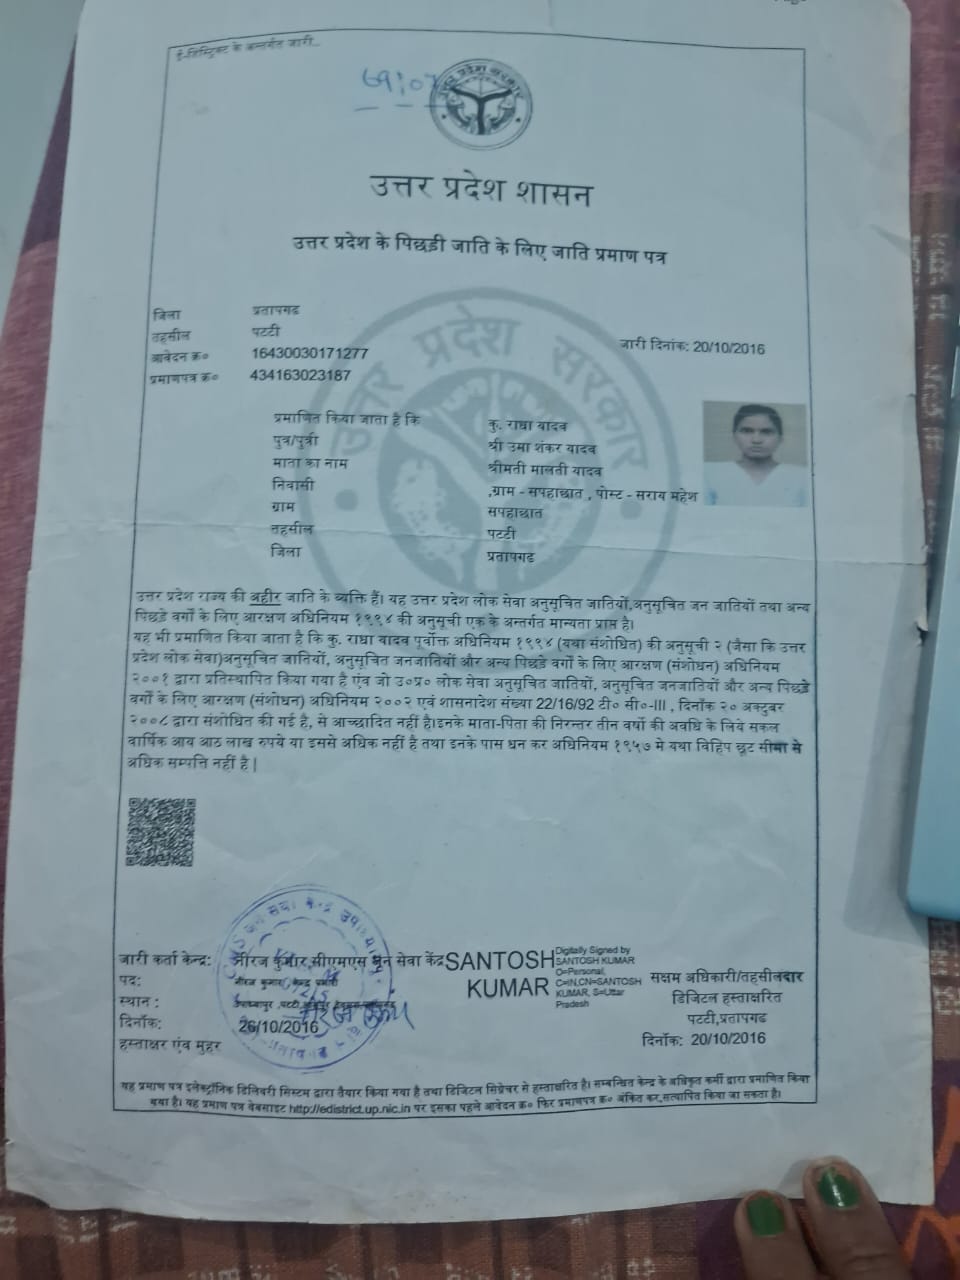 ई-डिस्ट्रिक्ट के अन्तर्गत जारी..
उत्तर प्रदेश सरकार
उत्तर प्रदेश शासन
उत्तर प्रदेश के पिछड़ी जाति के लिए जाति प्रमाण पत्र
जिला प्रतापगढ
तहसील पटटी
आवेदन क्र० 16430030171277
जारी दिनांक: 20/10/2016
प्रमाणपत्र क्र० 434163023187
प्रमाणित किया जाता है कि कु. राधा यादव
पुत्र/पुत्री श्री उमा शंकर यादव
माता का नाम श्रीमती मालती यादव
निवासी ,ग्राम - सपहाछात , पोस्ट - सराय महेश
ग्राम सपहाछात
तहसील पटटी
जिला प्रतापगढ
उत्तर प्रदेश राज्य की अहीर जाति के व्यक्ति हैं। यह उत्तर प्रदेश लोक सेवा अनुसूचित जातियों,अनुसूचित जन जातियों तथा अन्य
पिछड़े वर्गों के लिए आरक्षण अधिनियम १९९४ की अनुसूची एक के अन्तर्गत मान्यता प्राप्त है।
यह भी प्रमाणित किया जाता है कि कु. राधा यादव पूर्वोक्त अधिनियम १९९४ (यथा संशोधित) की अनुसूची २ (जैसा कि उत्तर
प्रदेश लोक सेवा)अनुसूचित जातियों, अनुसूचित जनजातियों और अन्य पिछडे वर्गों के लिए आरक्षण (संशोधन) अधिनियम
२००१ द्वारा प्रतिस्थापित किया गया है एंव जो उ०प्र० लोक सेवा अनुसूचित जातियों, अनुसूचित जनजातियों और अन्य पिछडे
वर्गों के लिए आरक्षण (संशोधन) अधिनियम २००२ एवं शासनादेश संख्या 22/16/92 टी० सी०-III , दिनाँक २० अक्टुबर
२००८ द्वारा संशोधित की गई है, से आच्छादित नहीं है।इनके माता-पिता की निरन्तर तीन वर्षो की अवधि के लिये सकल
वार्षिक आय आठ लाख रुपये या इससे अधिक नहीं है तथा इनके पास धन कर अधिनियम १९५७ मे यथा विहिप छूट सीमा से
अधिक सम्पत्ति नहीं है |
जारी कर्ता केन्द्र: नीरज कुमार,सीएमएस जन सेवा केंद्र
SANTOSH KUMAR
Digitally Signed by
SANTOSH KUMAR
O=Personal,
C=IN,CN=SANTOSH
KUMAR, S=Uttar
Pradesh
सक्षम अधिकारी/तहसीलदार
डिजिटल हस्ताक्षरित
पटटी,प्रतापगढ
दिनाँक: 20/10/2016
पद: नीरज कुमार, केन्द्र प्रभारी
स्थान :
दिनाँक: 26/10/2016
हस्ताक्षर एंव मुहर
यह प्रमाण पत्र इलेक्ट्रॉनिक डिलिवरी सिस्टम द्वारा तैयार किया गया है तथा डिजिटल सिग्नेचर से हस्ताक्षरित है। सम्बन्धित केन्द्र के अधिकृत कर्मी द्वारा प्रमाणित किया
गया है। यह प्रमाण पत्र वेबसाइट http://edistrict.up.nic.in पर इसका पहले आवेदन क्र० फिर प्रमाणपत्र क्र० अंकित कर,सत्यापित किया जा सकता है।